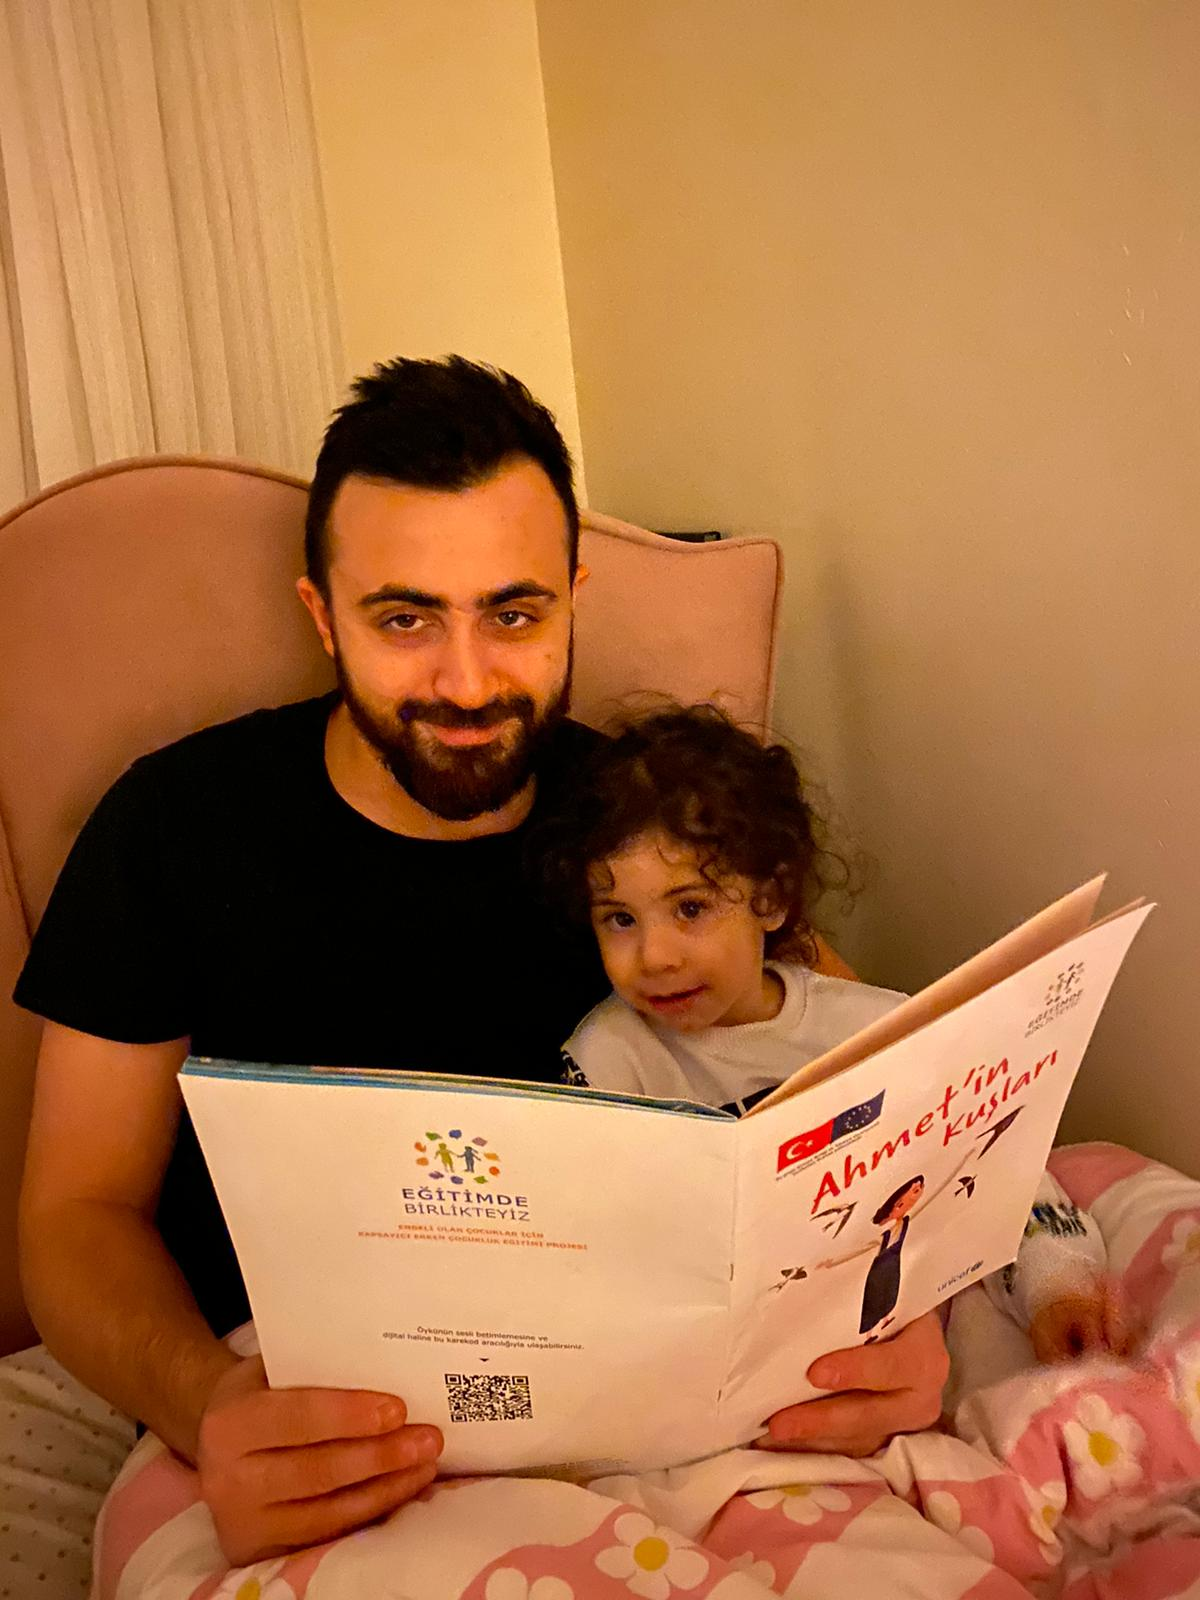 EĞİTİMDE
BİRLİKTEYİZ
ENGELİ OLAN ÇOCUKLAR İÇİN
KAPSAYICI ERKEN ÇOCUKLUK EĞİTİMİ PROJESİ
Öykünün sesli betimlemesine ve
dijital haline bu karekod aracılığıyla ulaşabilirsiniz.
EĞİTİMDE
BİRLİKTEYİZ
Ahmet'in
Kuşları
unicef